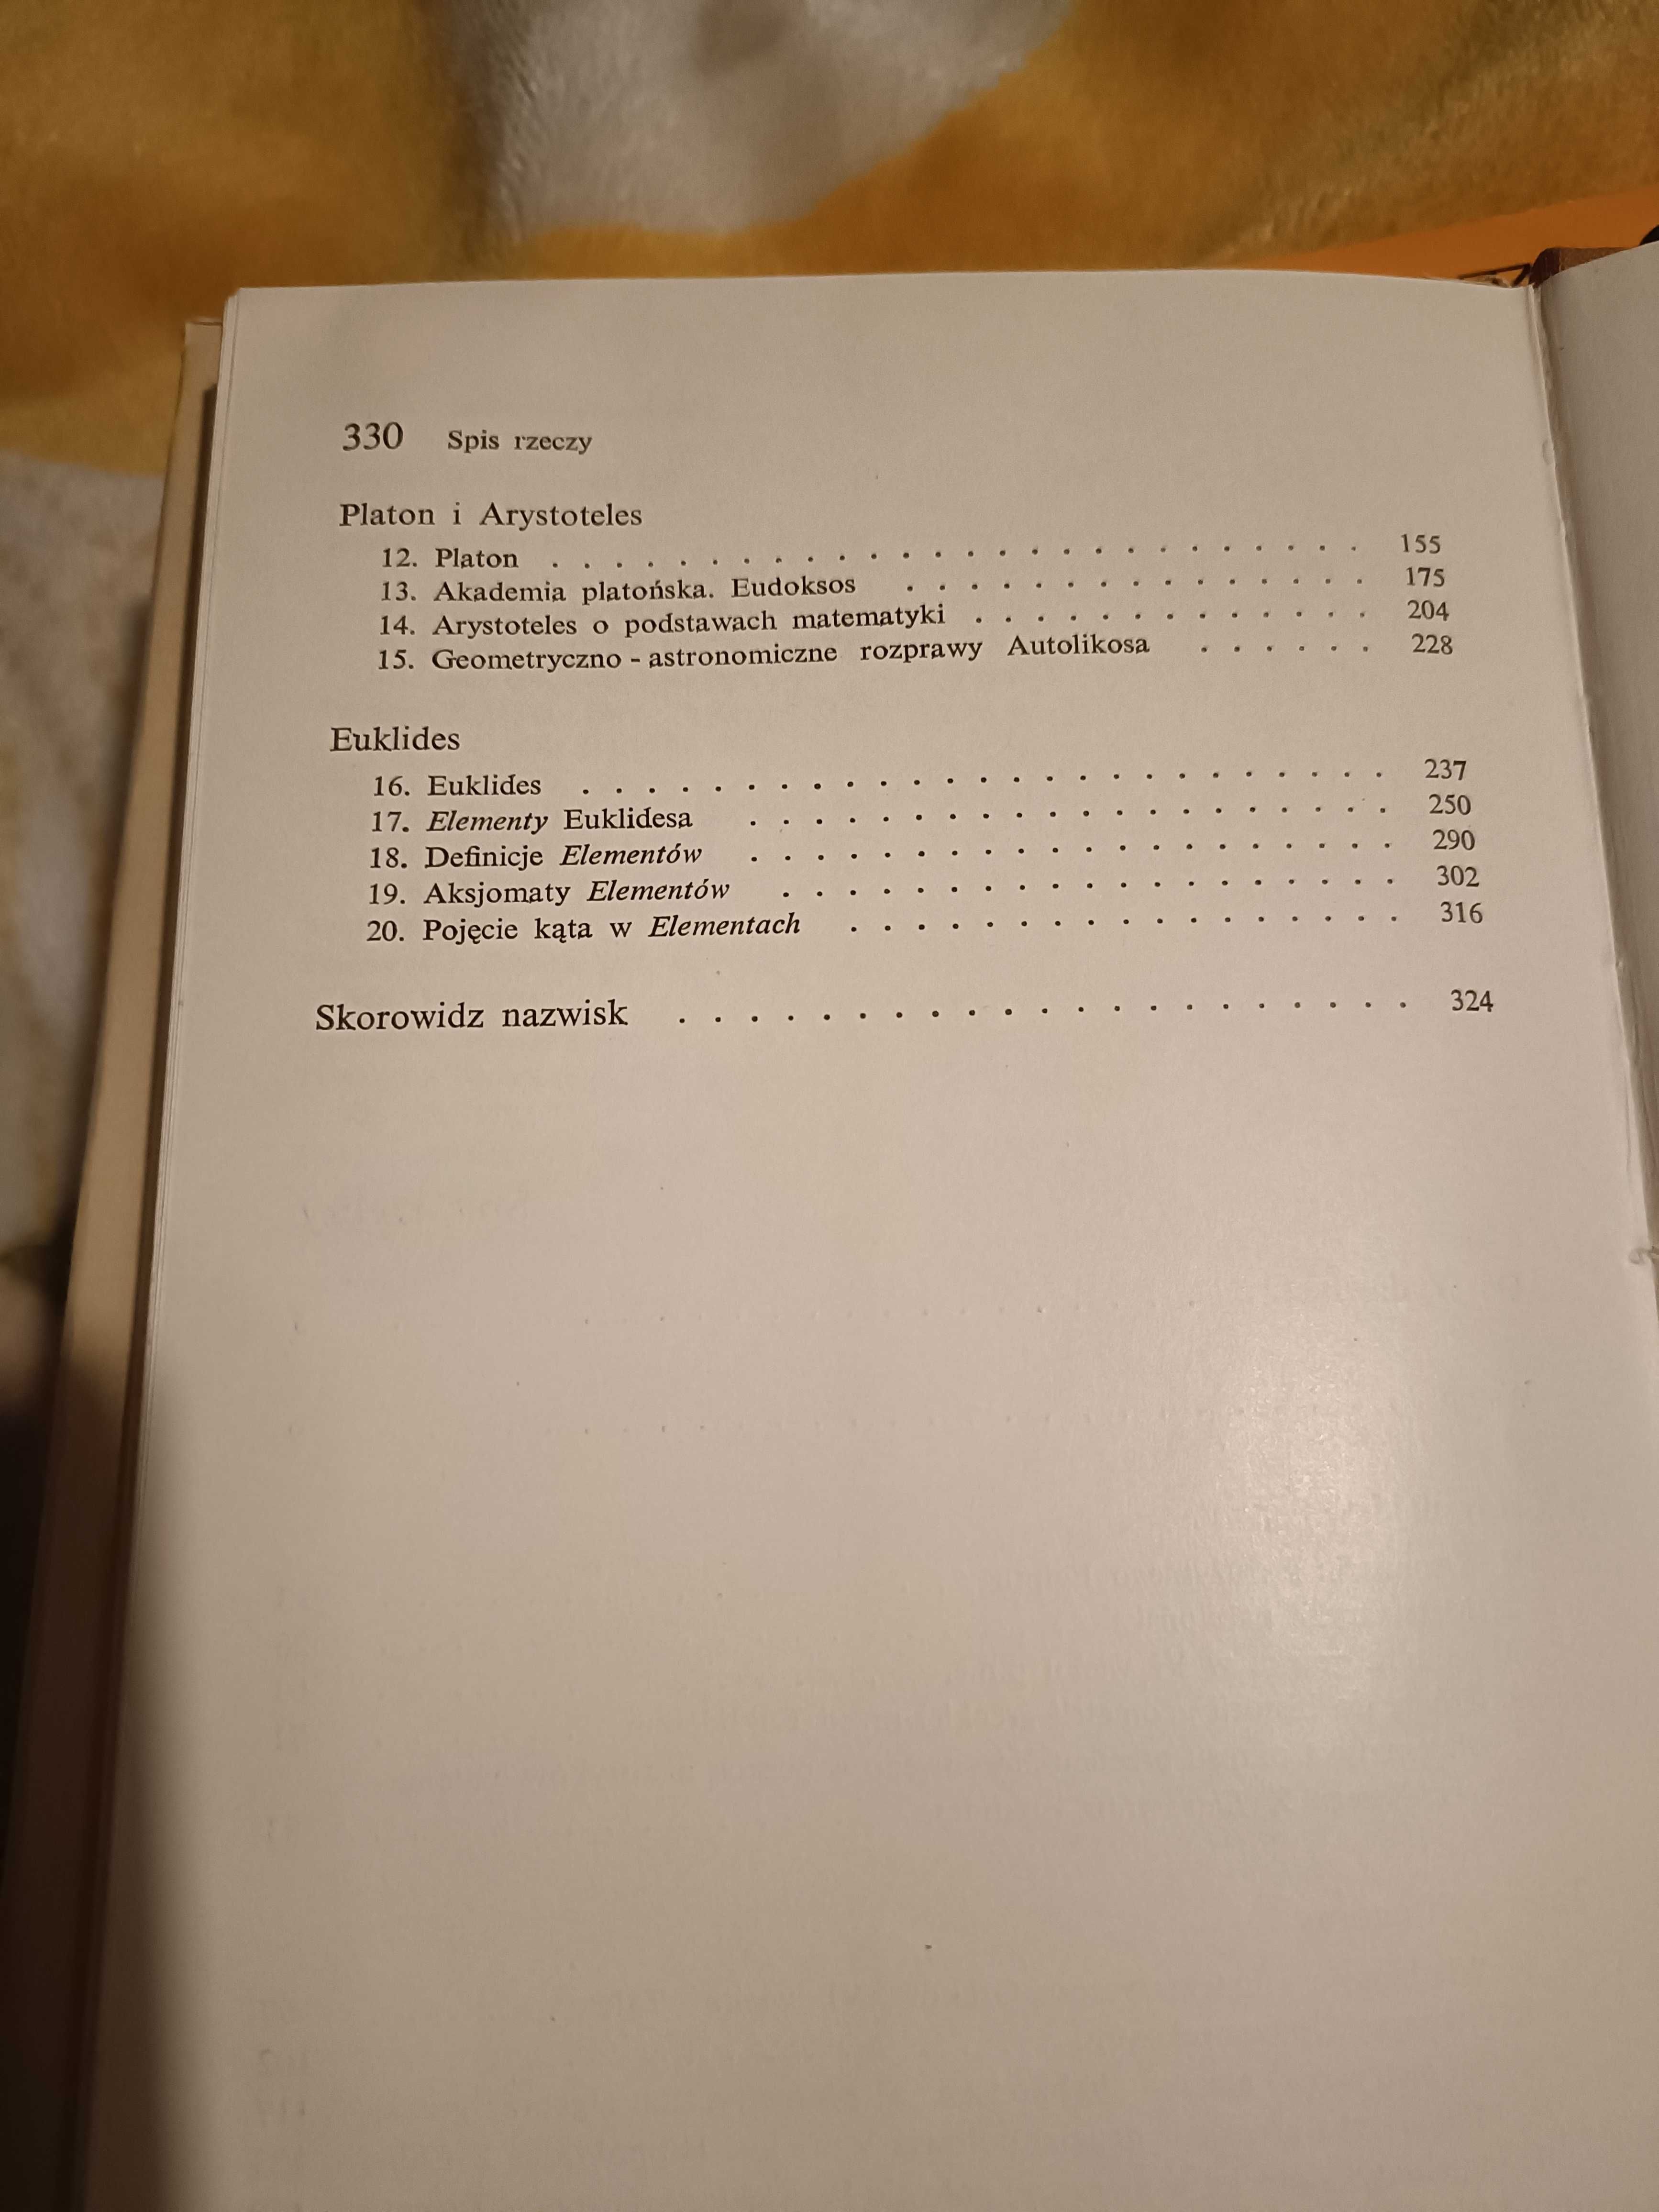 330 Spis rzeczy
Platon i Arystoteles
12. Platon . . . . . . . . . . . . . . . . . . . . . . . . . . 155
13. Akademia platońska. Eudoksos . . . . . . . . . . . . . . . 175
14. Arystoteles o podstawach matematyki . . . . . . . . . . . . . 204
15. Geometryczno - astronomiczne rozprawy Autolikosa . . . . . . 228
Euklides
16. Euklides . . . . . . . . . . . . . . . . . . . . . . . . . 237
17. Elementy Euklidesa . . . . . . . . . . . . . . . . . . . . 250
18. Definicje Elementów . . . . . . . . . . . . . . . . . . . . 290
19. Aksjomaty Elementów . . . . . . . . . . . . . . . . . . . 302
20. Pojęcie kąta w Elementach . . . . . . . . . . . . . . . . . 316
Skorowidz nazwisk . . . . . . . . . . . . . . . . . . . . . 324